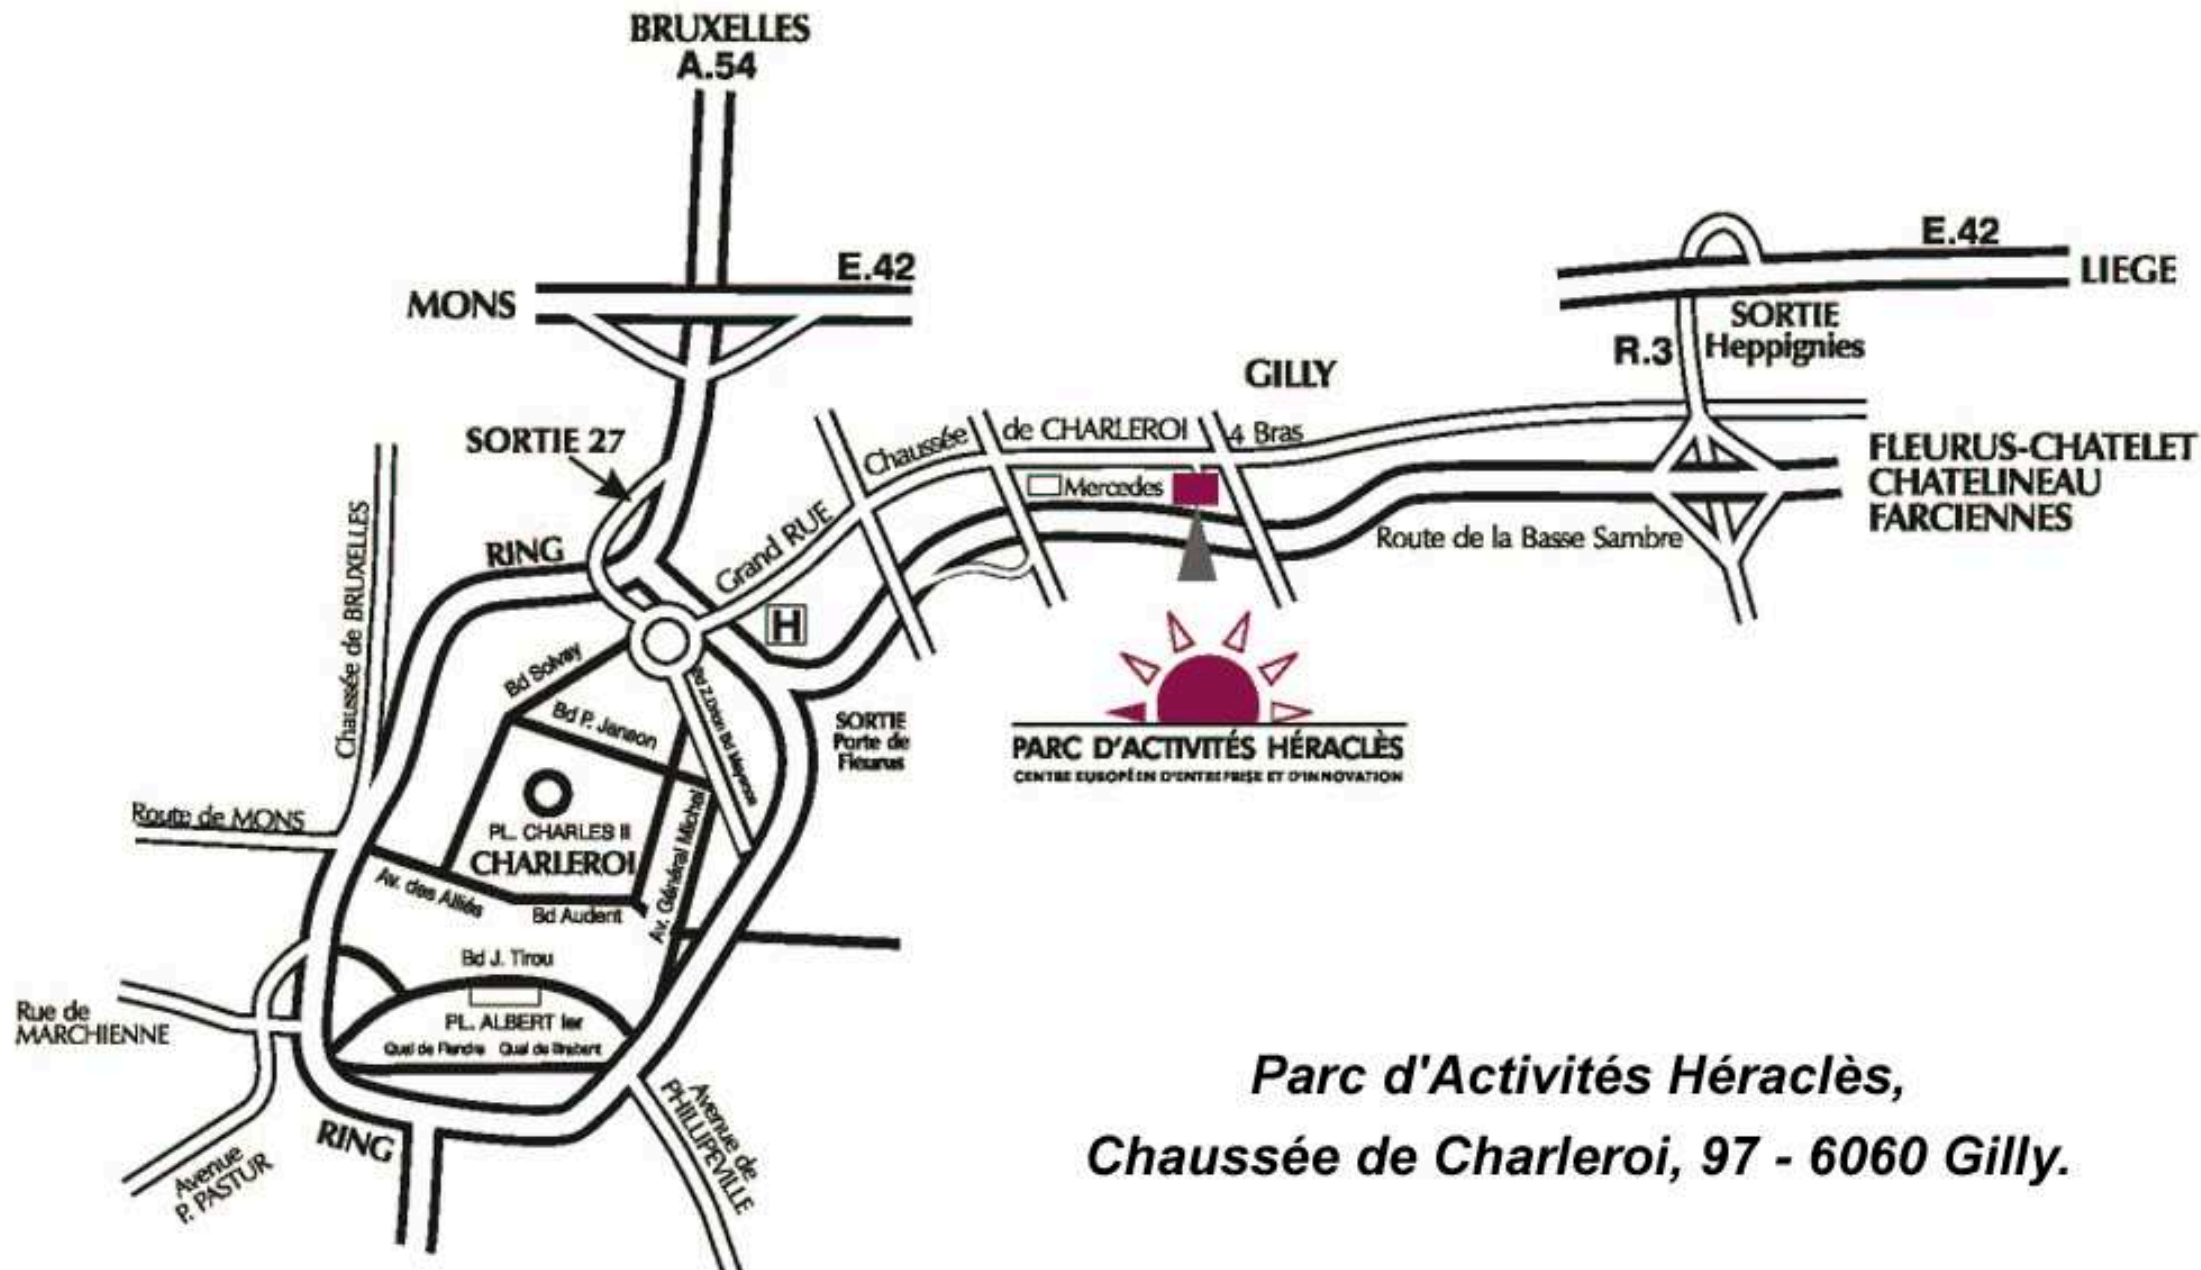 BRUXELLES
A.54
E.42
MONS
E.42
LIEGE
SORTIE
Heppignies
R.3
GILLY
SORTIE 27
Chaussée de CHARLEROI
4 Bras
Mercedes
FLEURUS-CHATELET
CHATELINEAU
FARCIENNES
Route de la Basse Sambre
Grand RUE
RING
H
Chaussée de BRUXELLES
Bd Solvay
Bd P. Janson
Bd Mayence
SORTIE
Porte de
Fleurus
PARC D'ACTIVITÉS HÉRACLÈS
CENTRE EUROPÉEN D'ENTREPRISE ET D'INNOVATION
Route de MONS
PL. CHARLES II
CHARLEROI
Av. Général Michel
Av. des Alliés
Bd Audent
Bd J. Tirou
PL. ALBERT Ier
Quai de Flandre Quai de Brabant
Rue de
MARCHIENNE
RING
Avenue
P. PASTUR
Avenue de
PHILLIPEVILLE
Parc d'Activités Héraclès,
Chaussée de Charleroi, 97 - 6060 Gilly.